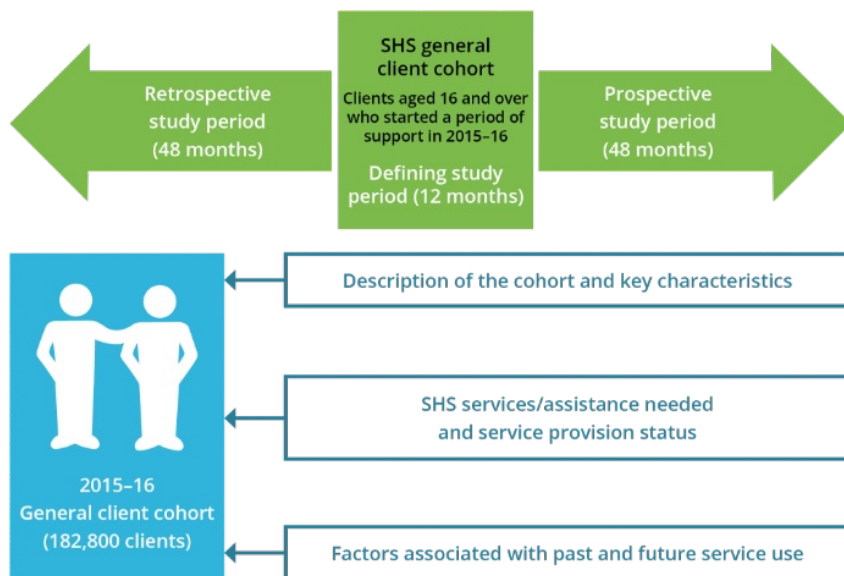 SHS general
client cohort
Clients aged 16 and over
who started a period of
support in 2015–16
Defining study
period (12 months)
Retrospective
study period
(48 months)
Prospective
study period
(48 months)
Description of the cohort and key characteristics
SHS services/assistance needed
and service provision status
2015–16
General client cohort
(182,800 clients)
Factors associated with past and future service use